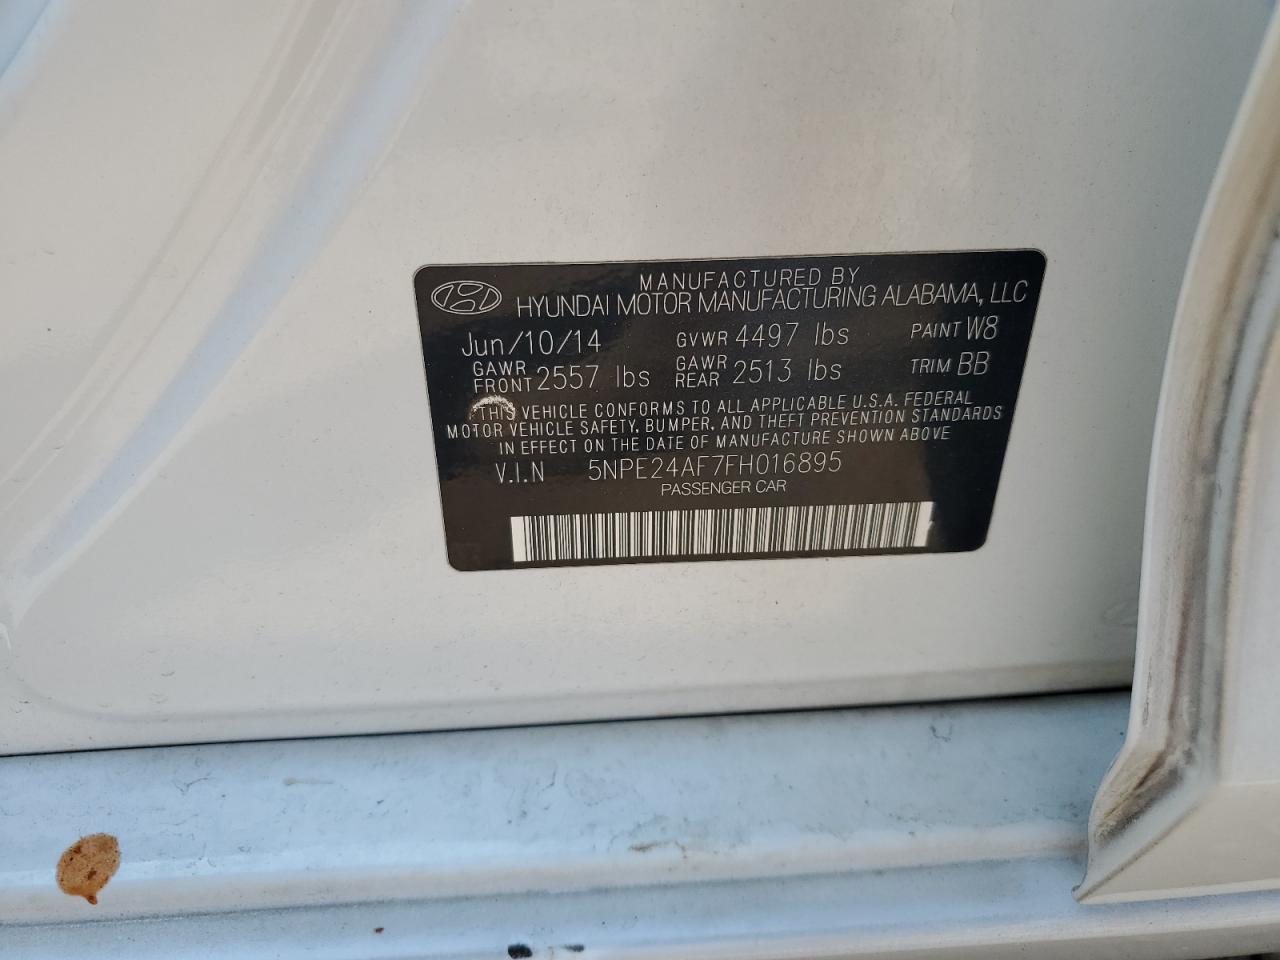 MANUFACTURED BY
HYUNDAI MOTOR MANUFACTURING ALABAMA, LLC
Jun/10/14 GVWR 4497 lbs PAINT W8
GAWR FRONT 2557 lbs GAWR REAR 2513 lbs TRIM BB
THIS VEHICLE CONFORMS TO ALL APPLICABLE U.S.A. FEDERAL
MOTOR VEHICLE SAFETY, BUMPER, AND THEFT PREVENTION STANDARDS
IN EFFECT ON THE DATE OF MANUFACTURE SHOWN ABOVE
V.I.N 5NPE24AF7FH016895
PASSENGER CAR